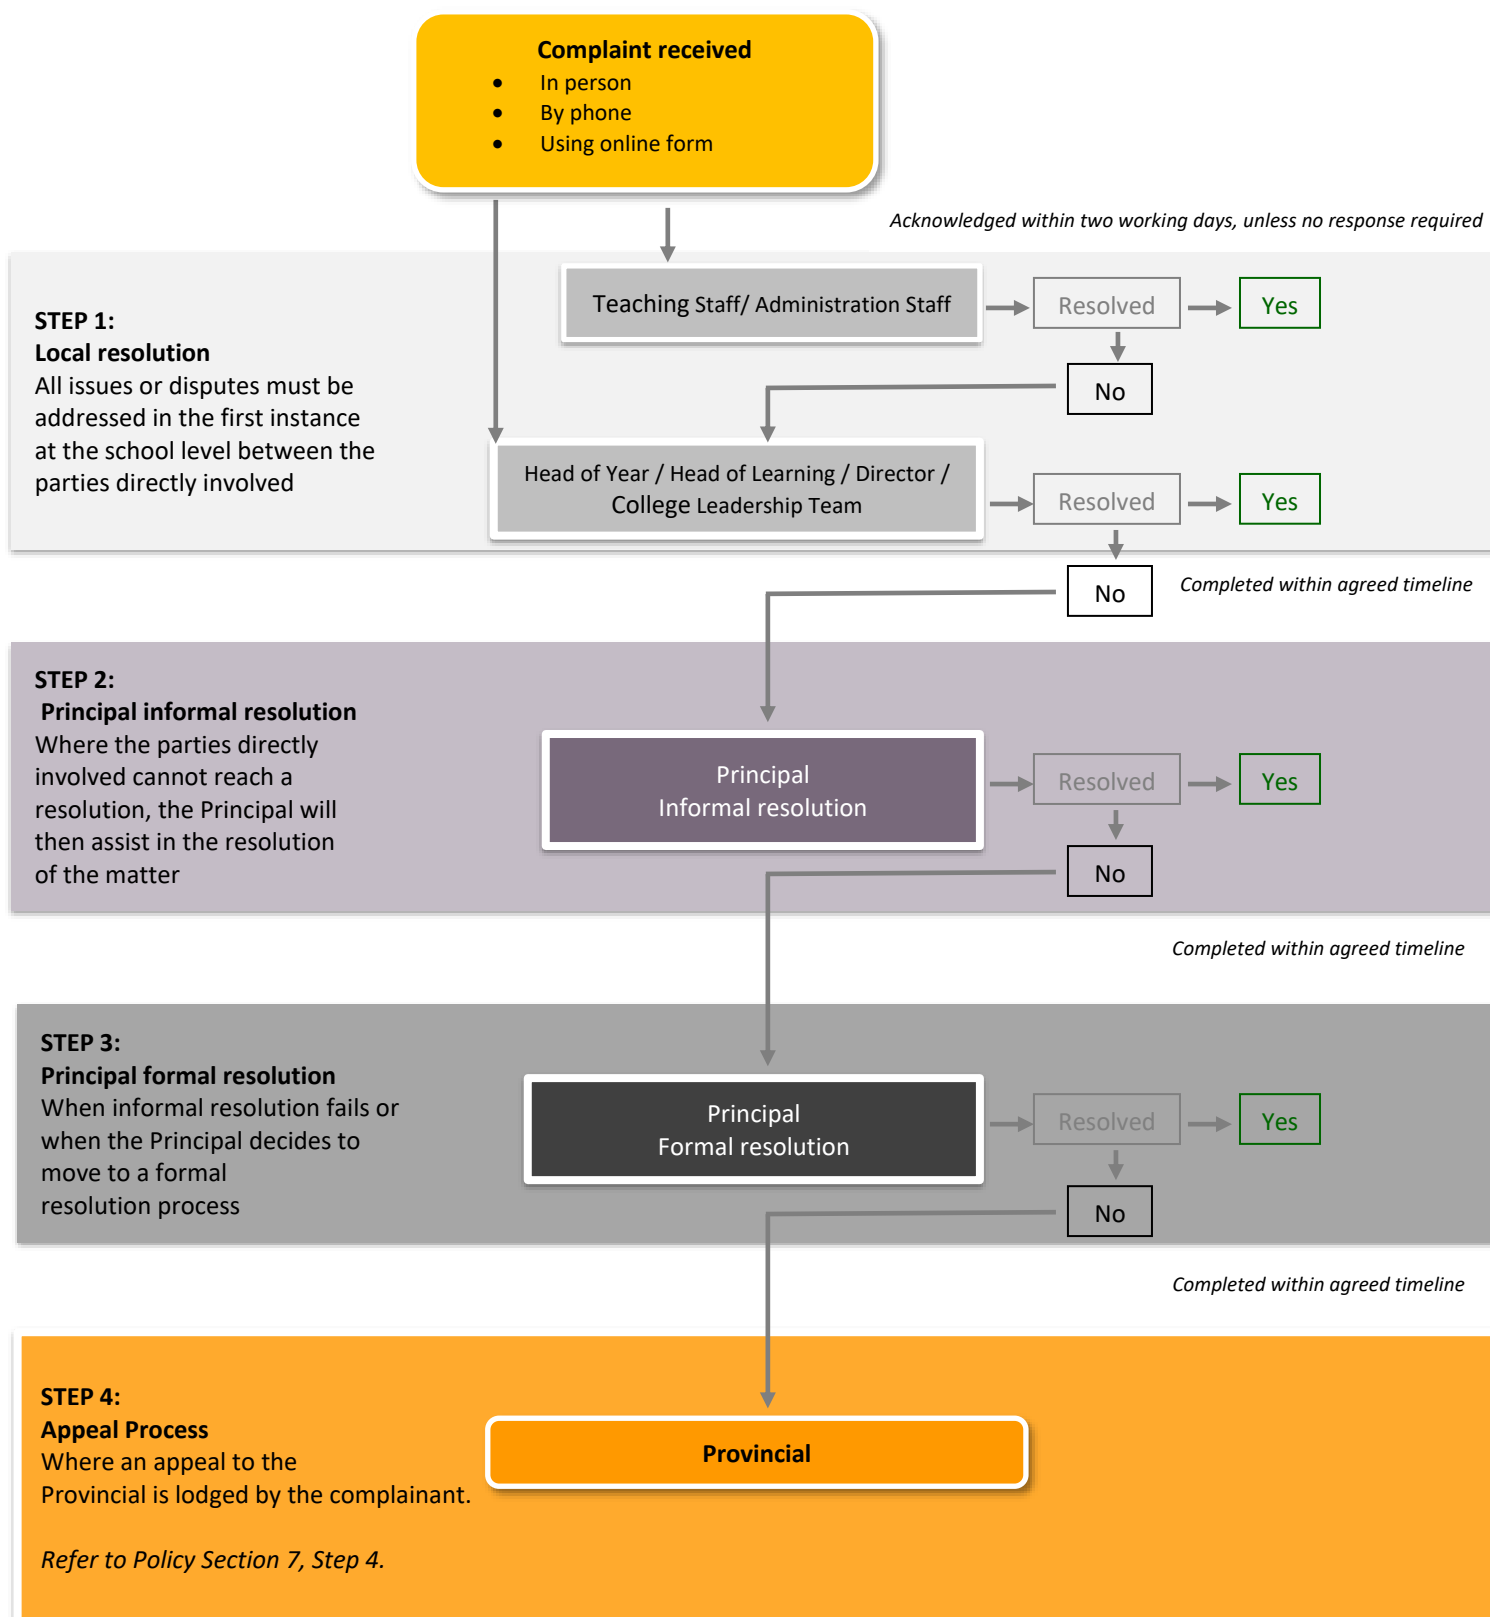 Complaint received
• In person
• By phone
• Using online form
Acknowledged within two working days, unless no response required
STEP 1:
Local resolution
All issues or disputes must be
addressed in the first instance
at the school level between the
parties directly involved
Teaching Staff/ Administration Staff
Resolved
Yes
No
Head of Year / Head of Learning / Director /
College Leadership Team
Resolved
Yes
No
Completed within agreed timeline
STEP 2:
Principal informal resolution
Where the parties directly
involved cannot reach a
resolution, the Principal will
then assist in the resolution
of the matter
Principal
Informal resolution
Resolved
Yes
No
Completed within agreed timeline
STEP 3:
Principal formal resolution
When informal resolution fails or
when the Principal decides to
move to a formal
resolution process
Principal
Formal resolution
Resolved
Yes
No
Completed within agreed timeline
STEP 4:
Appeal Process
Where an appeal to the
Provincial is lodged by the complainant.
Refer to Policy Section 7, Step 4.
Provincial